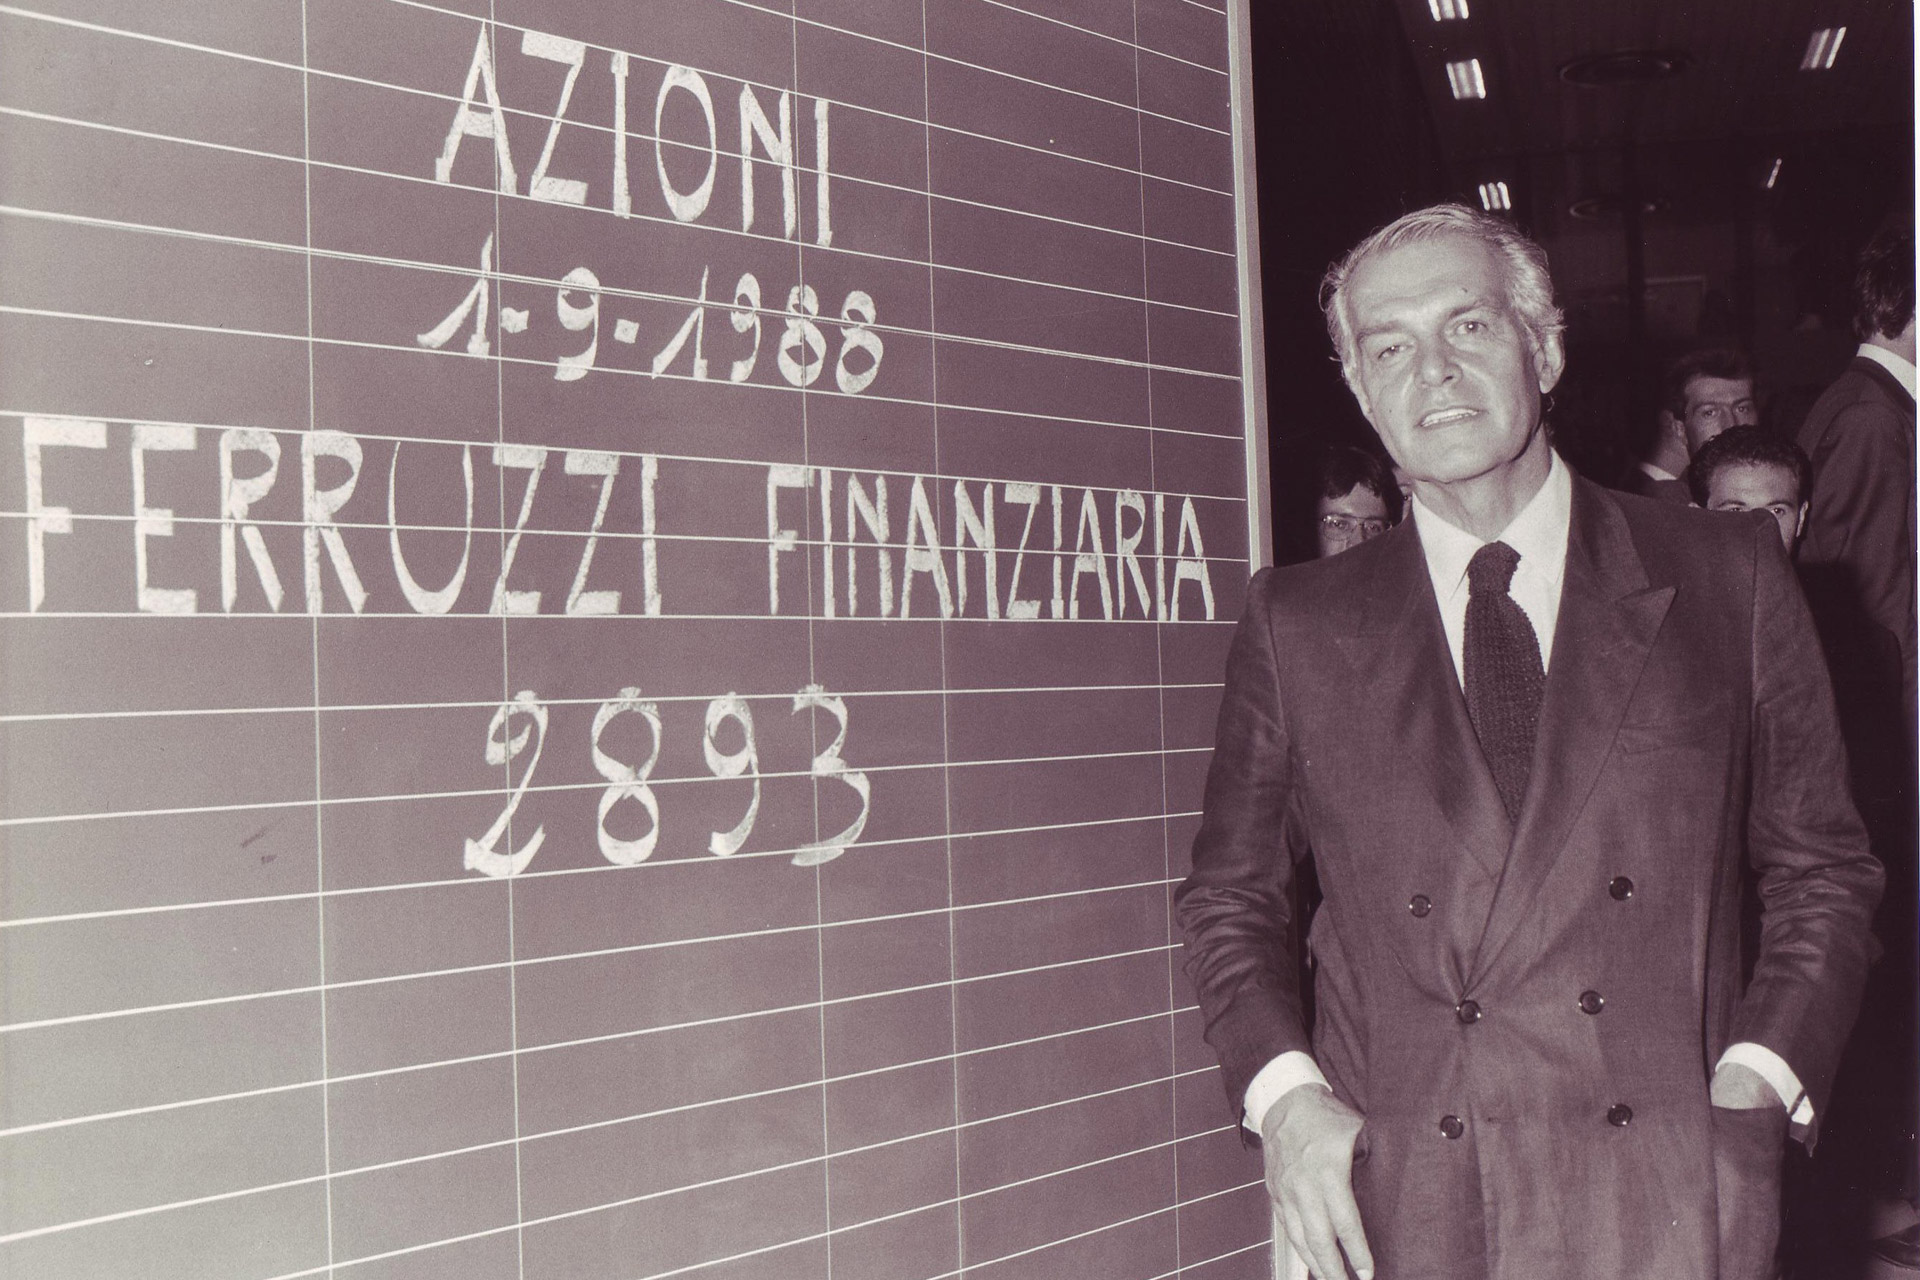 AZIONI
1-9-1988
FERRUZZI FINANZIARIA
2893